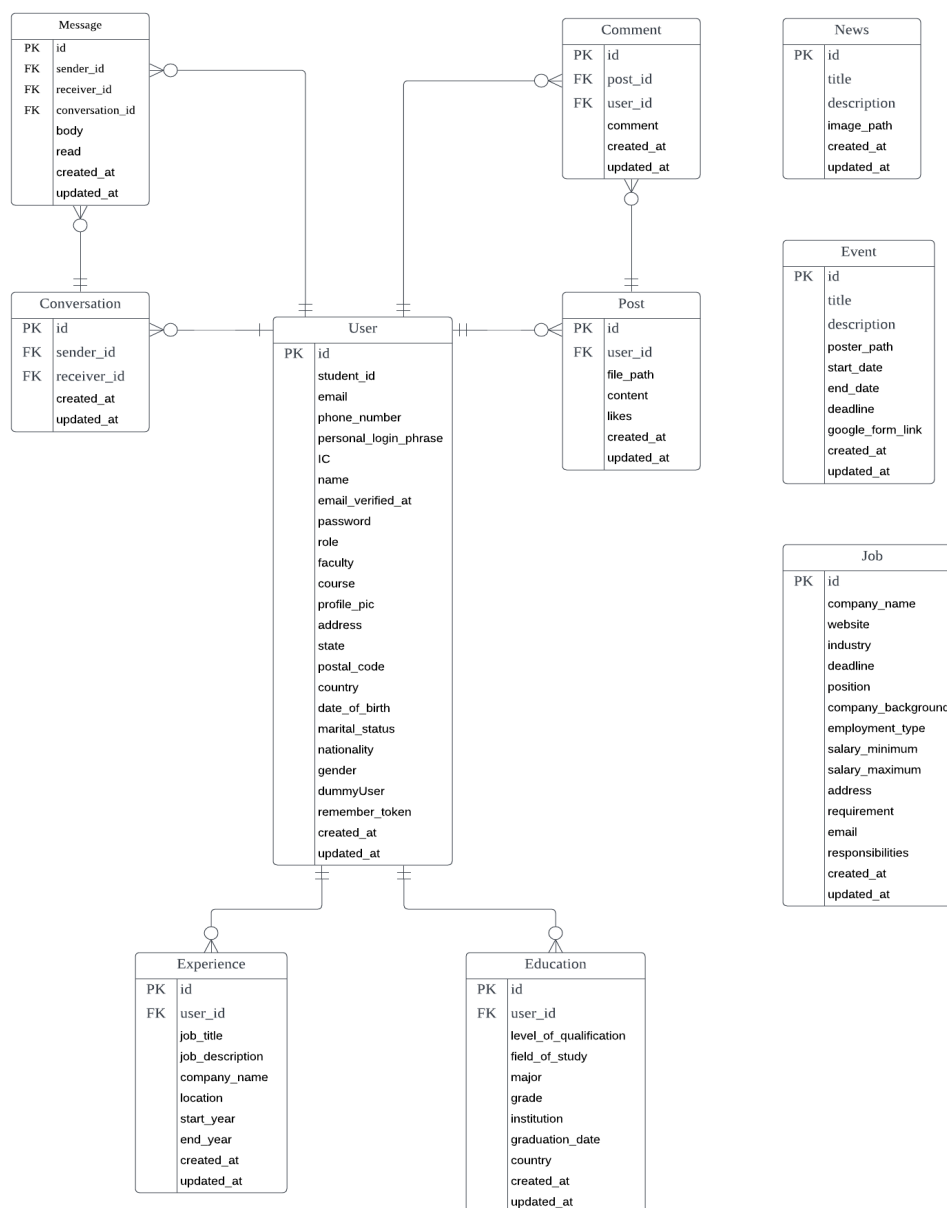 Message
PK id
FK sender_id
FK receiver_id
FK conversation_id
body
read
created_at
updated_at
Comment
PK id
FK post_id
FK user_id
comment
created_at
updated_at
News
PK id
title
description
image_path
created_at
updated_at
Conversation
PK id
FK sender_id
FK receiver_id
created_at
updated_at
User
PK id
student_id
email
phone_number
personal_login_phrase
IC
name
email_verified_at
password
role
faculty
course
profile_pic
address
state
postal_code
country
date_of_birth
marital_status
nationality
gender
dummyUser
remember_token
created_at
updated_at
Post
PK id
FK user_id
file_path
content
likes
created_at
updated_at
Event
PK id
title
description
poster_path
start_date
end_date
deadline
google_form_link
created_at
updated_at
Job
PK id
company_name
website
industry
deadline
position
company_background
employment_type
salary_minimum
salary_maximum
address
requirement
email
responsibilities
created_at
updated_at
Experience
PK id
FK user_id
job_title
job_description
company_name
location
start_year
end_year
created_at
updated_at
Education
PK id
FK user_id
level_of_qualification
field_of_study
major
grade
institution
graduation_date
country
created_at
updated_at